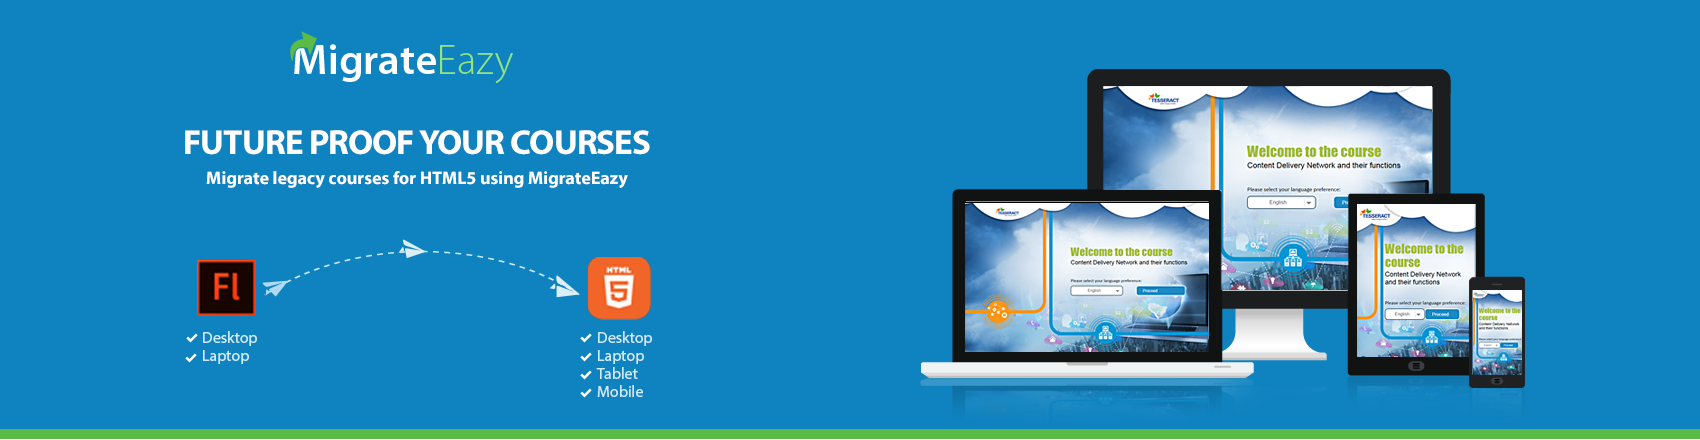 MigrateEazy
FUTURE PROOF YOUR COURSES
Migrate legacy courses for HTML5 using MigrateEazy
Fl
HTML
5
Desktop
Laptop
Desktop
Laptop
Tablet
Mobile
TESSERACT
Welcome to the course
Content Delivery Network and their functions
Please select your language preference:
English
TESSERACT
Welcome to the course
Content Delivery Network and their functions
Please select your language preference:
English
Proceed
TESSERACT
Welcome to the
course
Content Delivery Network
and their functions
Please select your language preference:
English
Proceed
Welcome to the
course
Content Delivery Network
and their functions